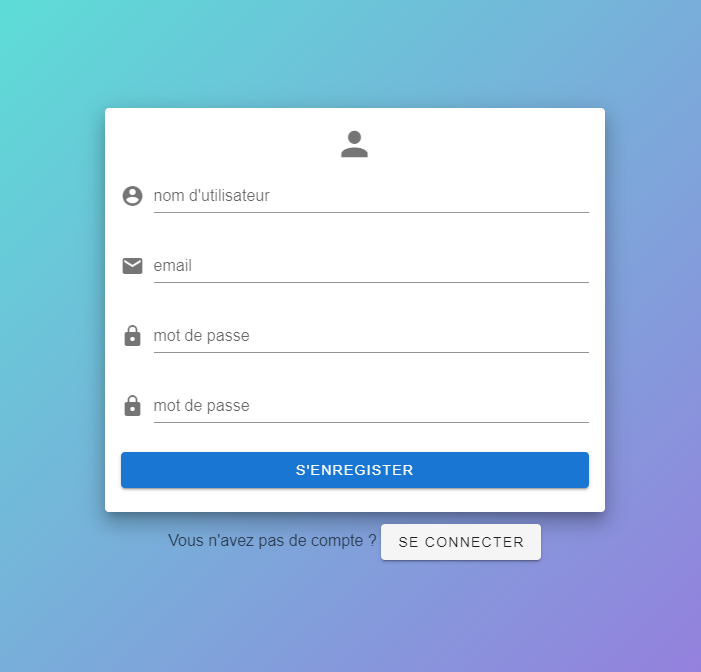 nom d'utilisateur
email
mot de passe
mot de passe
S'ENREGISTER
Vous n'avez pas de compte ? SE CONNECTER